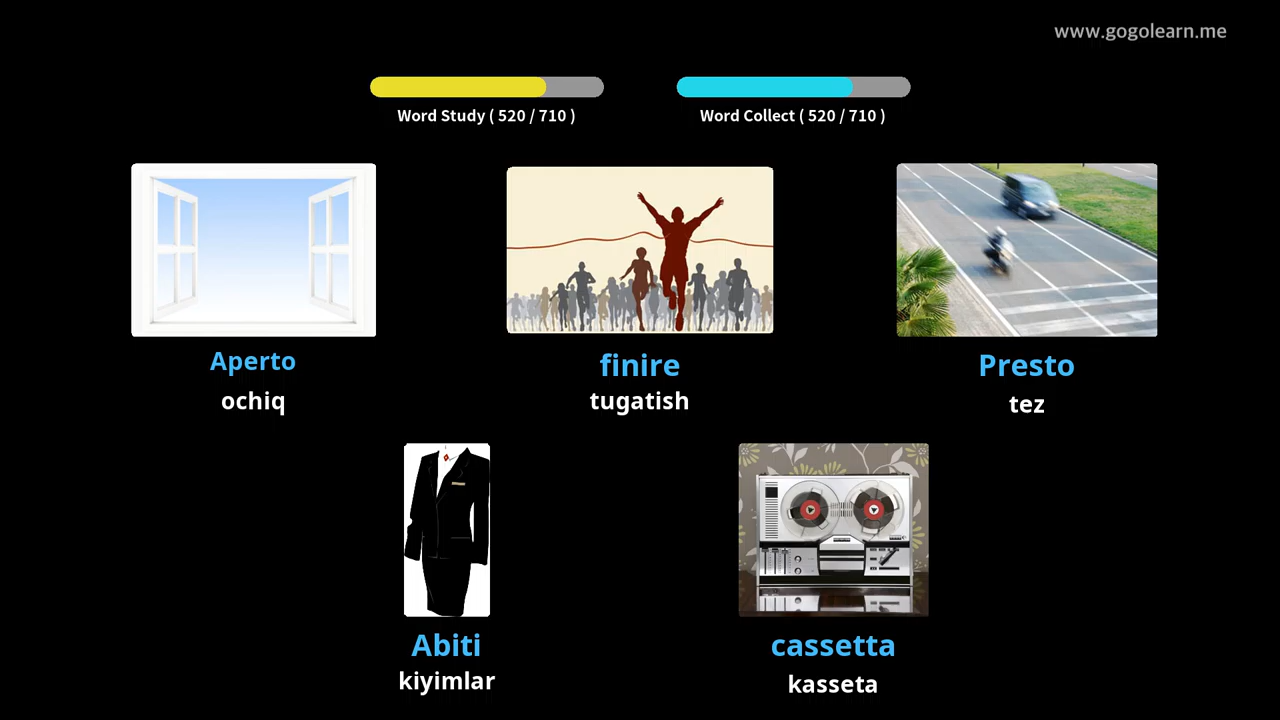 www.gogolearn.me
Word Study ( 520 / 710 )
Word Collect ( 520 / 710 )
Aperto
ochiq
finire
tugatish
Presto
tez
Abiti
kiyimlar
cassetta
kasseta